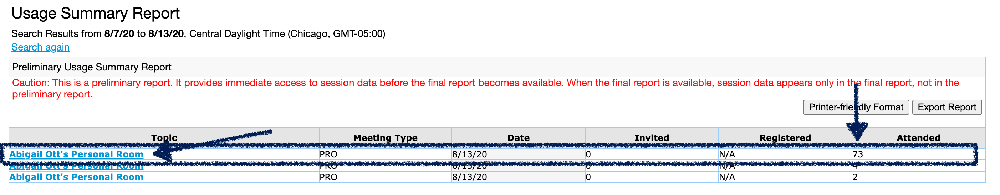 Usage Summary Report
Search Results from 8/7/20 to 8/13/20, Central Daylight Time (Chicago, GMT-05:00)
Search again
Preliminary Usage Summary Report
Caution: This is a preliminary report. It provides immediate access to session data before the final report becomes available. When the final report is available, session data appears only in the final report, not in the
preliminary report.
Printer-friendly Format Export Report
Topic Meeting Type Date Invited Registered Attended
Abigail Ott's Personal Room PRO 8/13/20 0 N/A 73
Abigail Ott's Personal Room PRO 8/13/20 0 N/A 4
Abigail Ott's Personal Room PRO 8/13/20 0 N/A 2